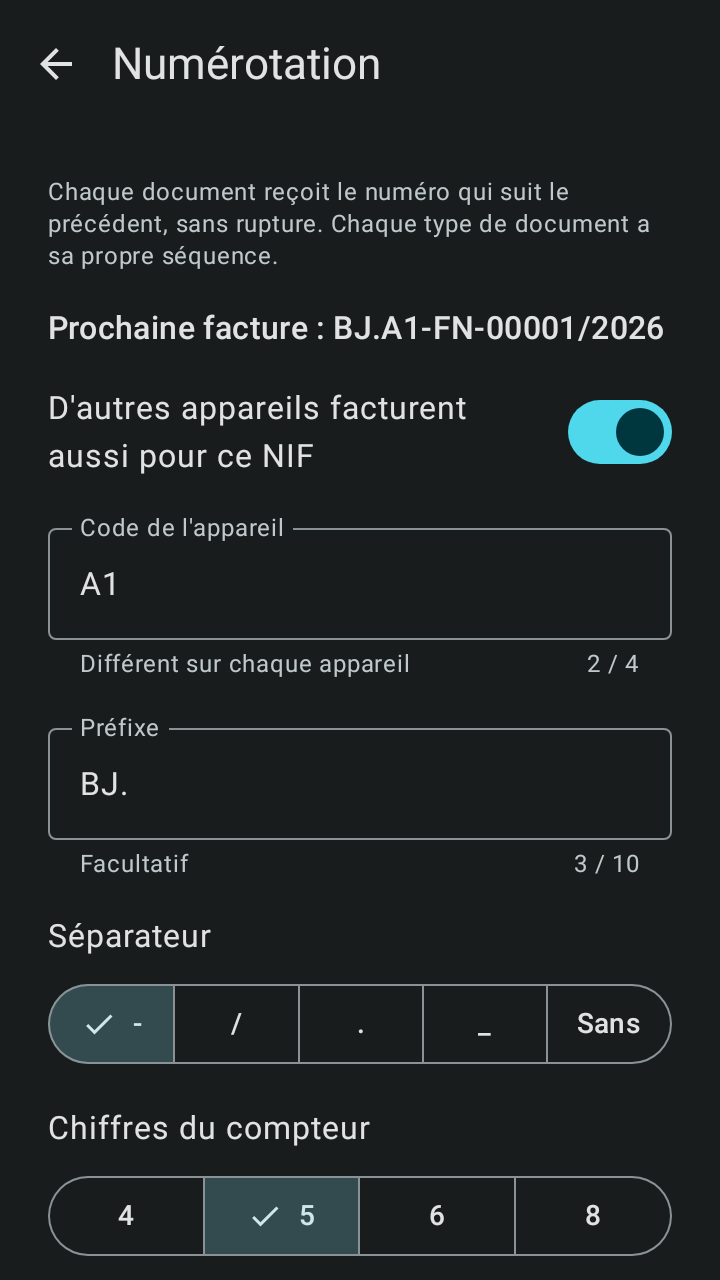 Numérotation
Chaque document reçoit le numéro qui suit le
précédent, sans rupture. Chaque type de document a
sa propre séquence.
Prochaine facture : BJ.A1-FN-00001/2026
D'autres appareils facturent
aussi pour ce NIF
Code de l'appareil
A1
Différent sur chaque appareil 2 / 4
Préfixe
BJ.
Facultatif 3 / 10
Séparateur
- / . _ Sans
Chiffres du compteur
4 5 6 8